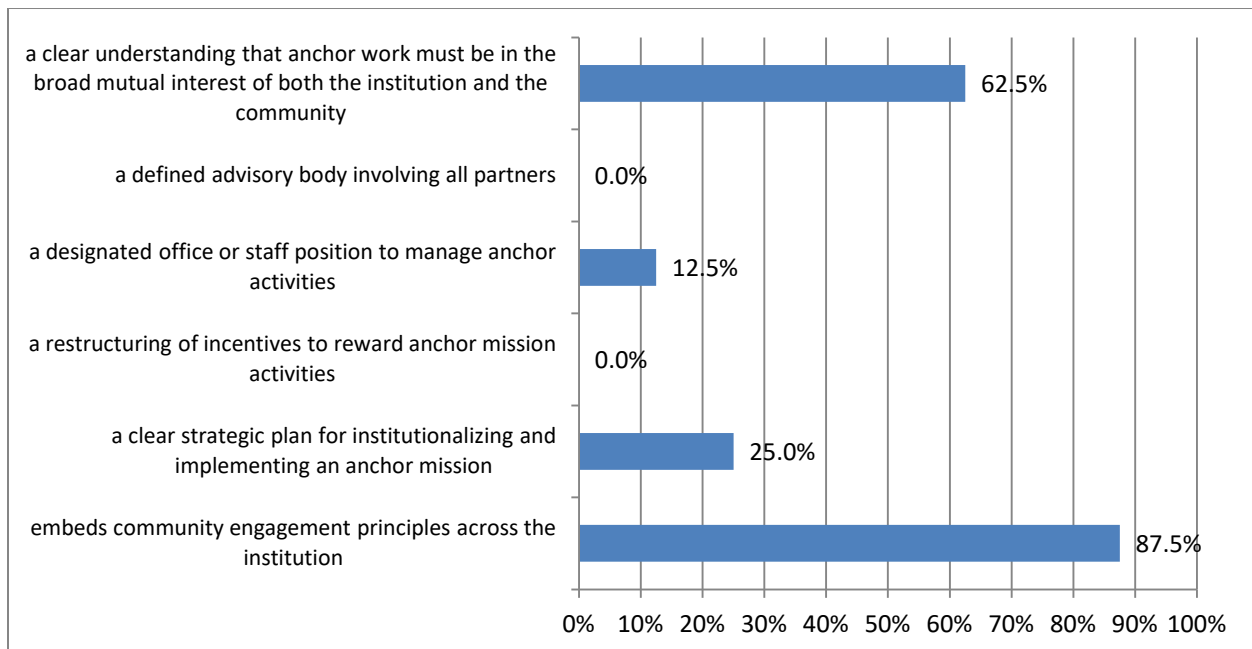 a clear understanding that anchor work must be in the
broad mutual interest of both the institution and the
community
62.5%
a defined advisory body involving all partners
0.0%
a designated office or staff position to manage anchor
activities
12.5%
a restructuring of incentives to reward anchor mission
activities
0.0%
a clear strategic plan for institutionalizing and
implementing an anchor mission
25.0%
embeds community engagement principles across the
institution
87.5%
0% 10% 20% 30% 40% 50% 60% 70% 80% 90% 100%